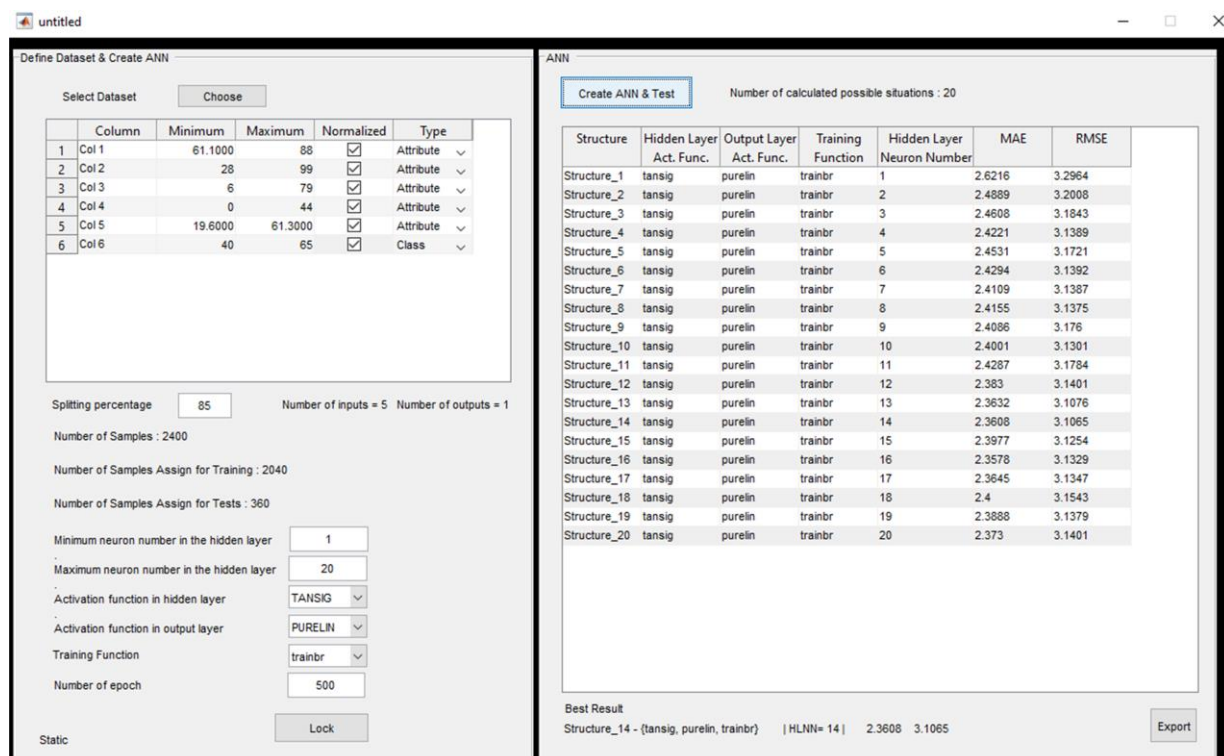 untitled
Define Dataset & Create ANN
Select Dataset Choose
Column Minimum Maximum Normalized Type
1 Col 1 61.1000 88 Attribute
2 Col 2 28 99 Attribute
3 Col 3 6 79 Attribute
4 Col 4 0 44 Attribute
5 Col 5 19.6000 61.3000 Attribute
6 Col 6 40 65 Class
Splitting percentage 85 Number of inputs = 5 Number of outputs = 1
Number of Samples : 2400
Number of Samples Assign for Training : 2040
Number of Samples Assign for Tests : 360
Minimum neuron number in the hidden layer 1
Maximum neuron number in the hidden layer 20
Activation function in hidden layer TANSIG
Activation function in output layer PURELIN
Training Function trainbr
Number of epoch 500
Lock
Static
ANN
Create ANN & Test Number of calculated possible situations : 20
Structure Hidden Layer Output Layer Training Hidden Layer MAE RMSE
Act. Func. Act. Func. Function Neuron Number
Structure_1 tansig purelin trainbr 1 2.6216 3.2964
Structure_2 tansig purelin trainbr 2 2.4889 3.2008
Structure_3 tansig purelin trainbr 3 2.4608 3.1843
Structure_4 tansig purelin trainbr 4 2.4221 3.1389
Structure_5 tansig purelin trainbr 5 2.4531 3.1721
Structure_6 tansig purelin trainbr 6 2.4294 3.1392
Structure_7 tansig purelin trainbr 7 2.4109 3.1387
Structure_8 tansig purelin trainbr 8 2.4155 3.1375
Structure_9 tansig purelin trainbr 9 2.4086 3.176
Structure_10 tansig purelin trainbr 10 2.4001 3.1301
Structure_11 tansig purelin trainbr 11 2.4287 3.1784
Structure_12 tansig purelin trainbr 12 2.383 3.1401
Structure_13 tansig purelin trainbr 13 2.3632 3.1076
Structure_14 tansig purelin trainbr 14 2.3608 3.1065
Structure_15 tansig purelin trainbr 15 2.3977 3.1254
Structure_16 tansig purelin trainbr 16 2.3578 3.1329
Structure_17 tansig purelin trainbr 17 2.3645 3.1347
Structure_18 tansig purelin trainbr 18 2.4 3.1543
Structure_19 tansig purelin trainbr 19 2.3888 3.1379
Structure_20 tansig purelin trainbr 20 2.373 3.1401
Best Result
Structure_14 - {tansig, purelin, trainbr} | HLNN= 14 | 2.3608 3.1065
Export